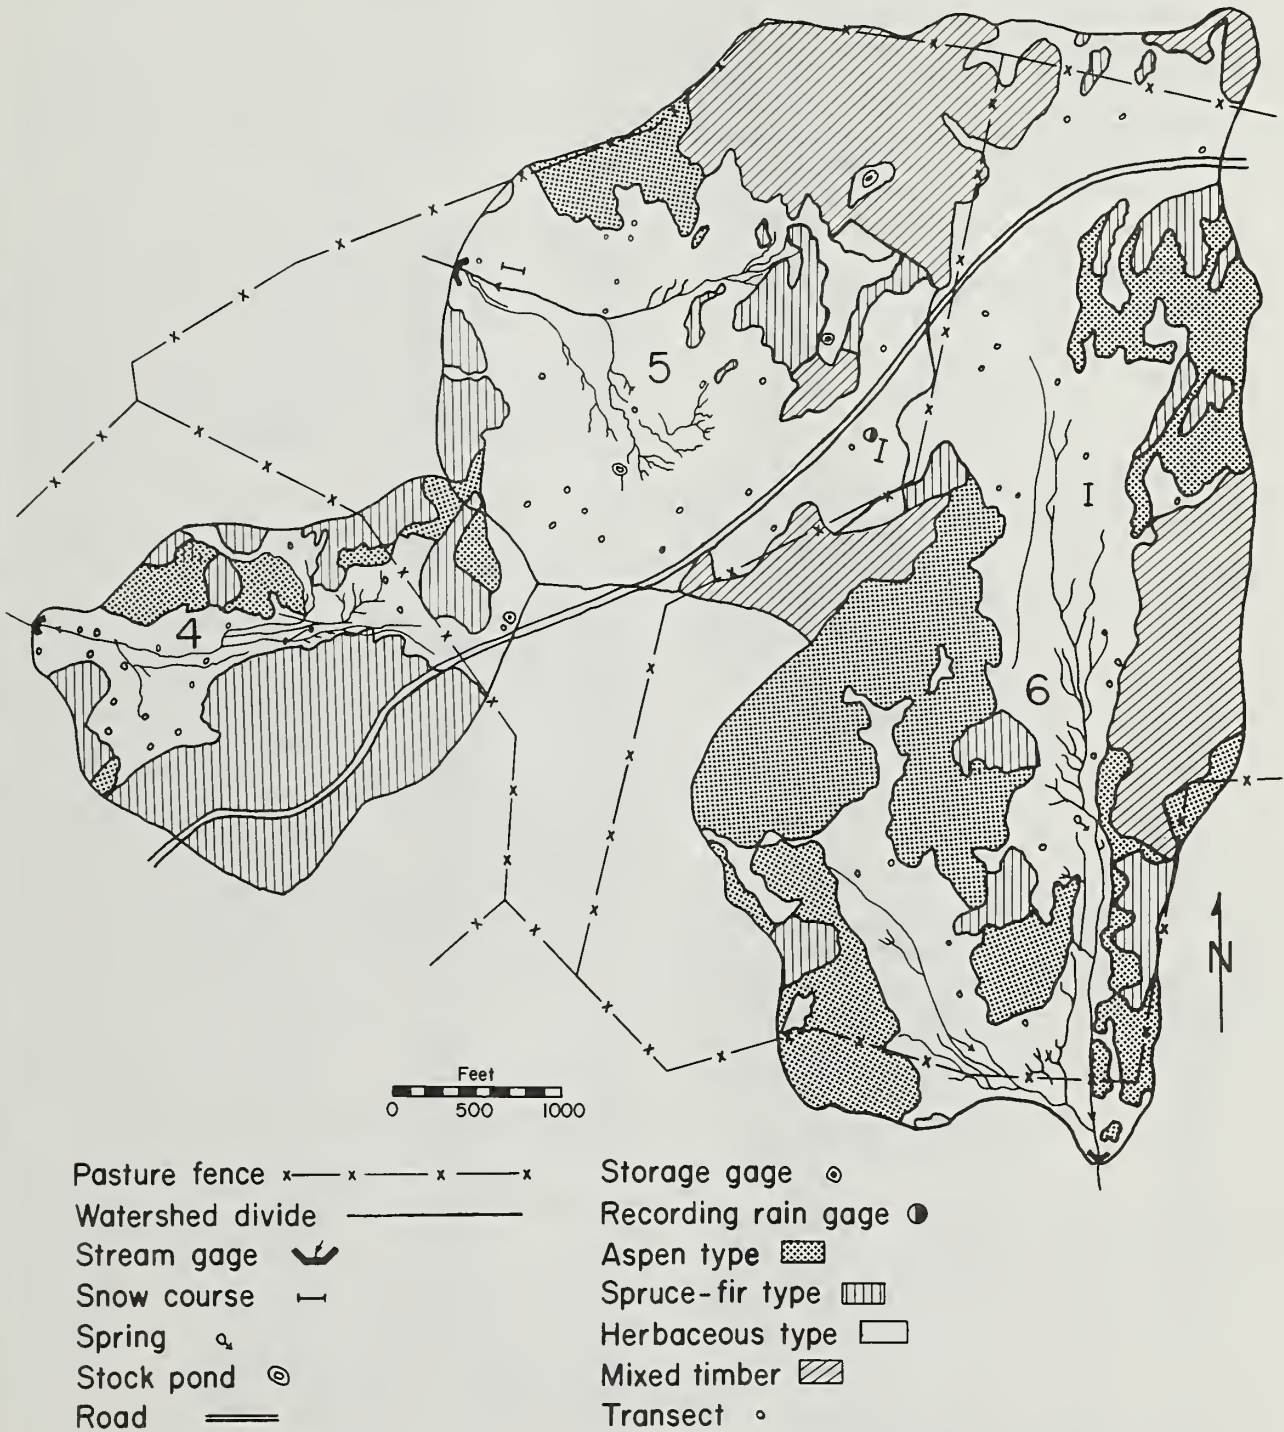 5
4
6
N
Feet
0 500 1000
Pasture fence
Watershed divide
Stream gage
Snow course
Spring
Stock pond
Road
Storage gage
Recording rain gage
Aspen type
Spruce-fir type
Herbaceous type
Mixed timber
Transect